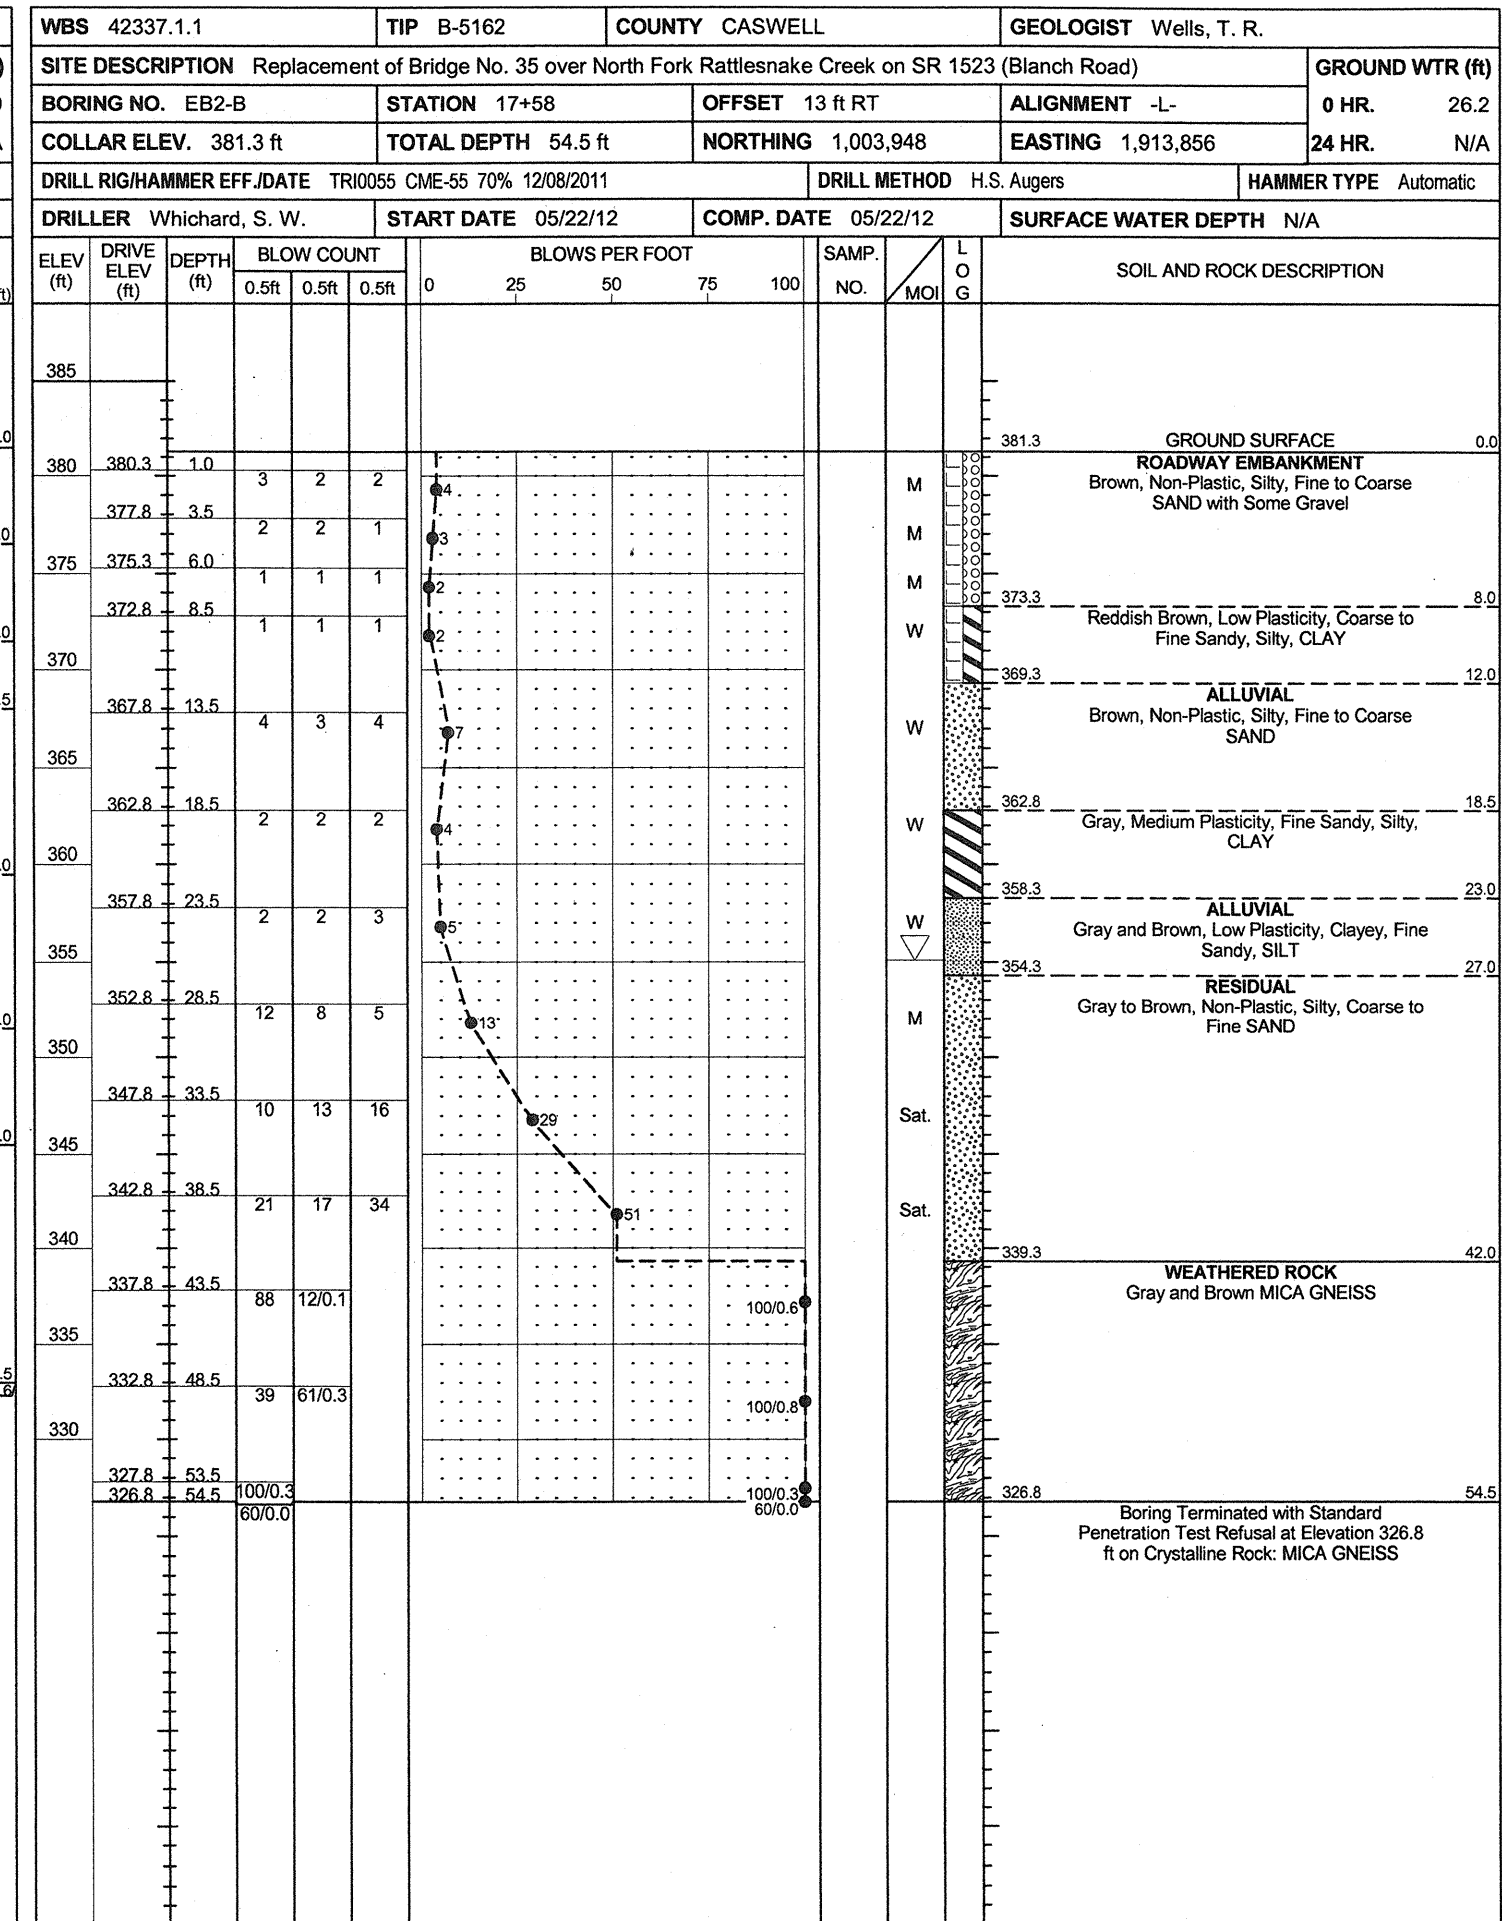 WBS 42337.1.1 TIP B-5162 COUNTY CASWELL GEOLOGIST Wells, T. R.
SITE DESCRIPTION Replacement of Bridge No. 35 over North Fork Rattlesnake Creek on SR 1523 (Blanch Road) GROUND WTR (ft)
BORING NO. EB2-B STATION 17+58 OFFSET 13 ft RT ALIGNMENT -L- 0 HR. 26.2
COLLAR ELEV. 381.3 ft TOTAL DEPTH 54.5 ft NORTHING 1,003,948 EASTING 1,913,856 24 HR. N/A
DRILL RIG/HAMMER EFF./DATE TRI0055 CME-55 70% 12/08/2011 DRILL METHOD H.S. Augers HAMMER TYPE Automatic
DRILLER Whichard, S. W. START DATE 05/22/12 COMP. DATE 05/22/12 SURFACE WATER DEPTH N/A
ELEV (ft) DRIVE ELEV (ft) DEPTH (ft) BLOW COUNT BLOWS PER FOOT SAMP. NO. MOI LOG SOIL AND ROCK DESCRIPTION
0.5ft 0.5ft 0.5ft 0 25 50 75 100
385
381.3 GROUND SURFACE 0.0
380 380.3 1.0 ROADWAY EMBANKMENT
3 2 2 4 M Brown, Non-Plastic, Silty, Fine to Coarse
SAND with Some Gravel
377.8 3.5
2 2 1 3 M
375 375.3 6.0
1 1 1 2 M
373.3 8.0
372.8 8.5 Reddish Brown, Low Plasticity, Coarse to
1 1 1 2 W Fine Sandy, Silty, CLAY
370
369.3 12.0
ALLUVIAL
367.8 13.5 Brown, Non-Plastic, Silty, Fine to Coarse
4 3 4 7 W SAND
365
362.8 18.5 362.8 18.5
2 2 2 4 W Gray, Medium Plasticity, Fine Sandy, Silty,
CLAY
360
358.3 23.0
357.8 23.5 ALLUVIAL
2 2 3 5 W Gray and Brown, Low Plasticity, Clayey, Fine
Sandy, SILT
355
354.3 27.0
RESIDUAL
352.8 28.5 Gray to Brown, Non-Plastic, Silty, Coarse to
12 8 5 13 M Fine SAND
350
347.8 33.5
10 13 16 29 Sat.
345
342.8 38.5
21 17 34 51 Sat.
340
339.3 42.0
WEATHERED ROCK
337.8 43.5 Gray and Brown MICA GNEISS
88 12/0.1 100/0.6
335
332.8 48.5
39 61/0.3 100/0.8
330
327.8 53.5
100/0.3 100/0.3
326.8 54.5 326.8 54.5
60/0.0 60/0.0
Boring Terminated with Standard
Penetration Test Refusal at Elevation 326.8
ft on Crystalline Rock: MICA GNEISS